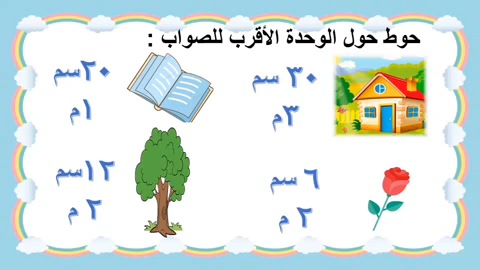 حوط حول الوحدة الأقرب للصواب :
٣٠ سم
٣م
٢٠سم
١م
٦ سم
٢ م
١٢سم
٢ م